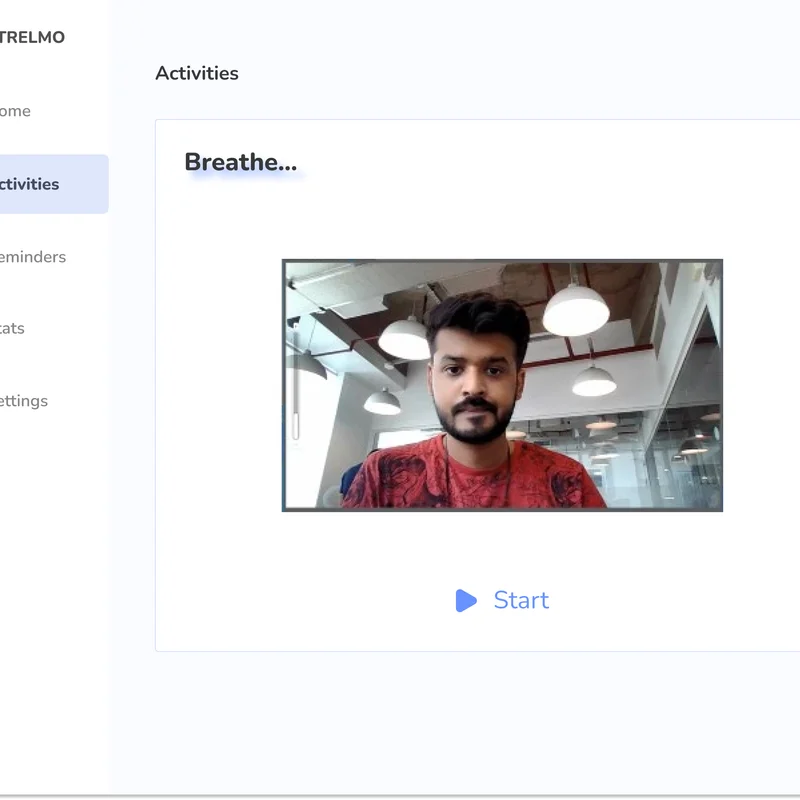 TRELMO
ome
ctivities
eminders
tats
ettings
Activities
Breathe...
Start